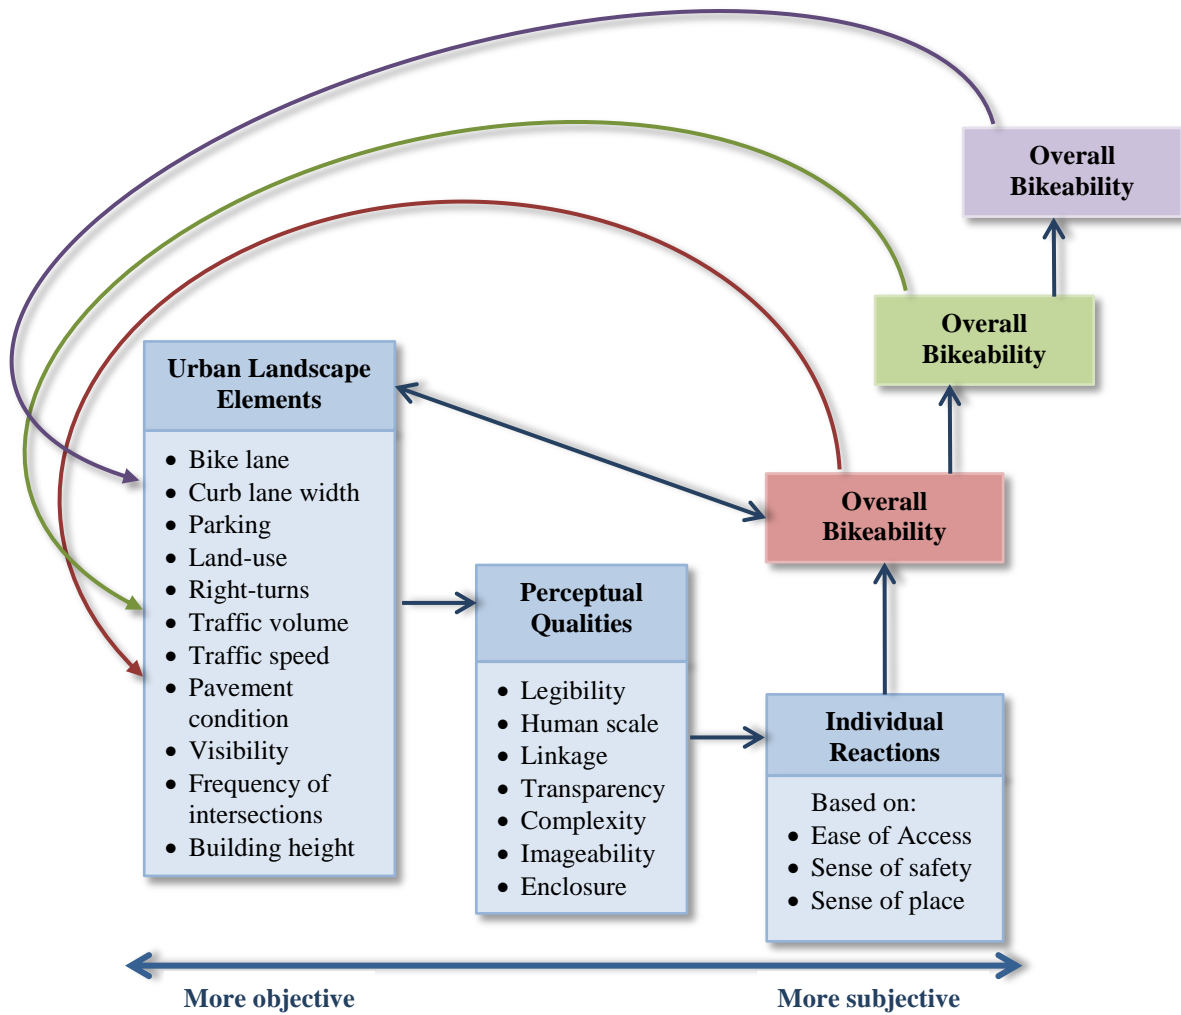 Overall
Bikeability
Overall
Bikeability
Overall
Bikeability
Urban Landscape
Elements
• Bike lane
• Curb lane width
• Parking
• Land-use
• Right-turns
• Traffic volume
• Traffic speed
• Pavement
condition
• Visibility
• Frequency of
intersections
• Building height
Perceptual
Qualities
• Legibility
• Human scale
• Linkage
• Transparency
• Complexity
• Imageability
• Enclosure
Individual
Reactions
Based on:
• Ease of Access
• Sense of safety
• Sense of place
More objective
More subjective